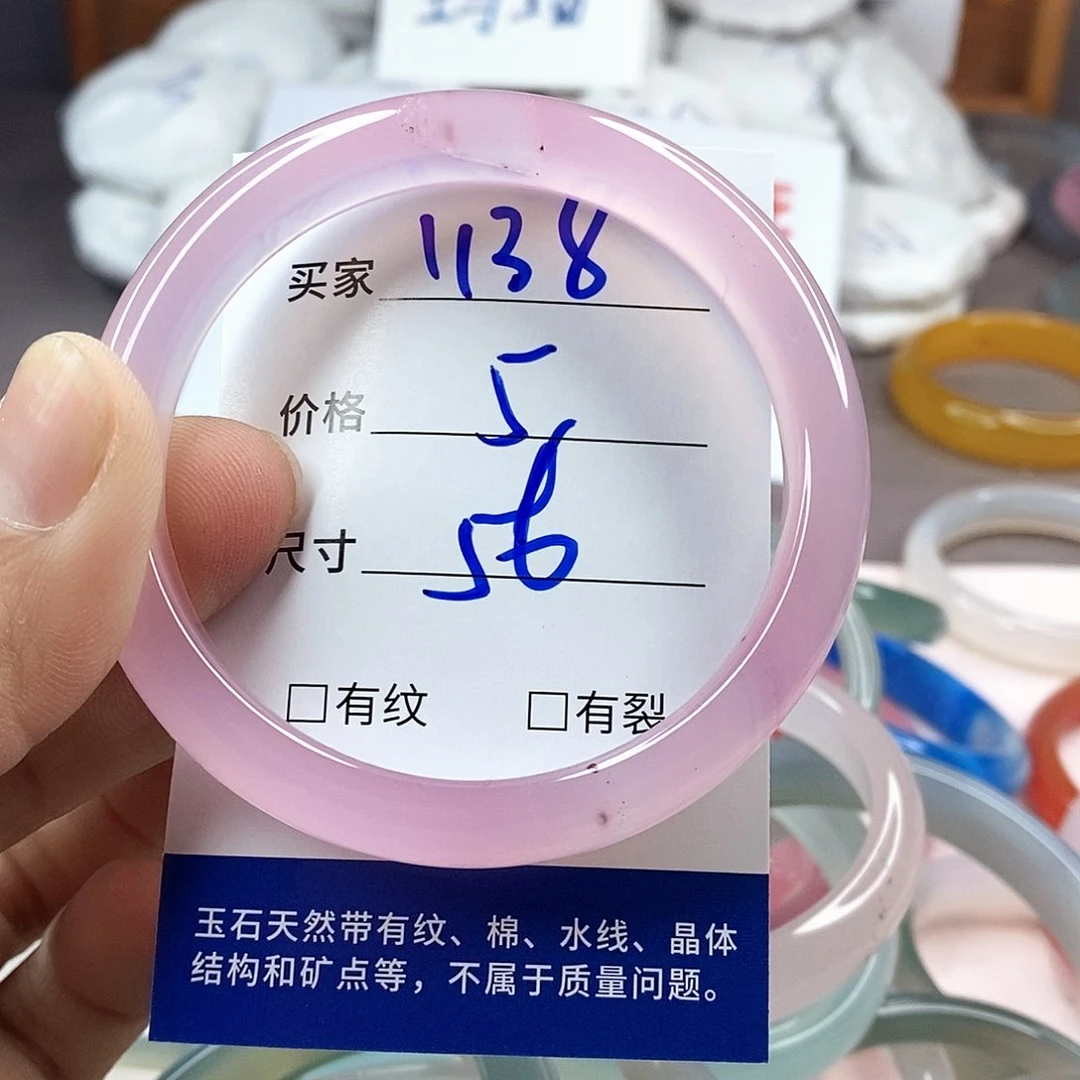 买家 1138
价格 5
尺寸 56
□有纹 □有裂
玉石天然带有纹、棉、水线、晶体
结构和矿点等，不属于质量问题。